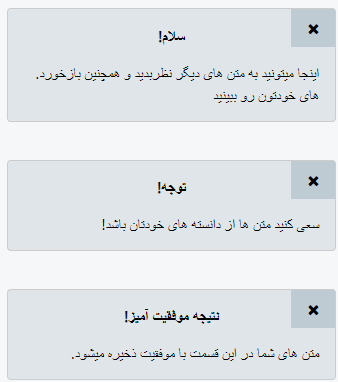 سلام!
اینجا میتونید به متن های دیگر نظربدید و همچنین بازخورد.
های خودتون رو ببینید
توجه!
سعی کنید متن ها از دانسته های خودتان باشد!
نتیجه موفقیت آمیز!
متن های شما در این قسمت با موفقیت ذخیره میشود.